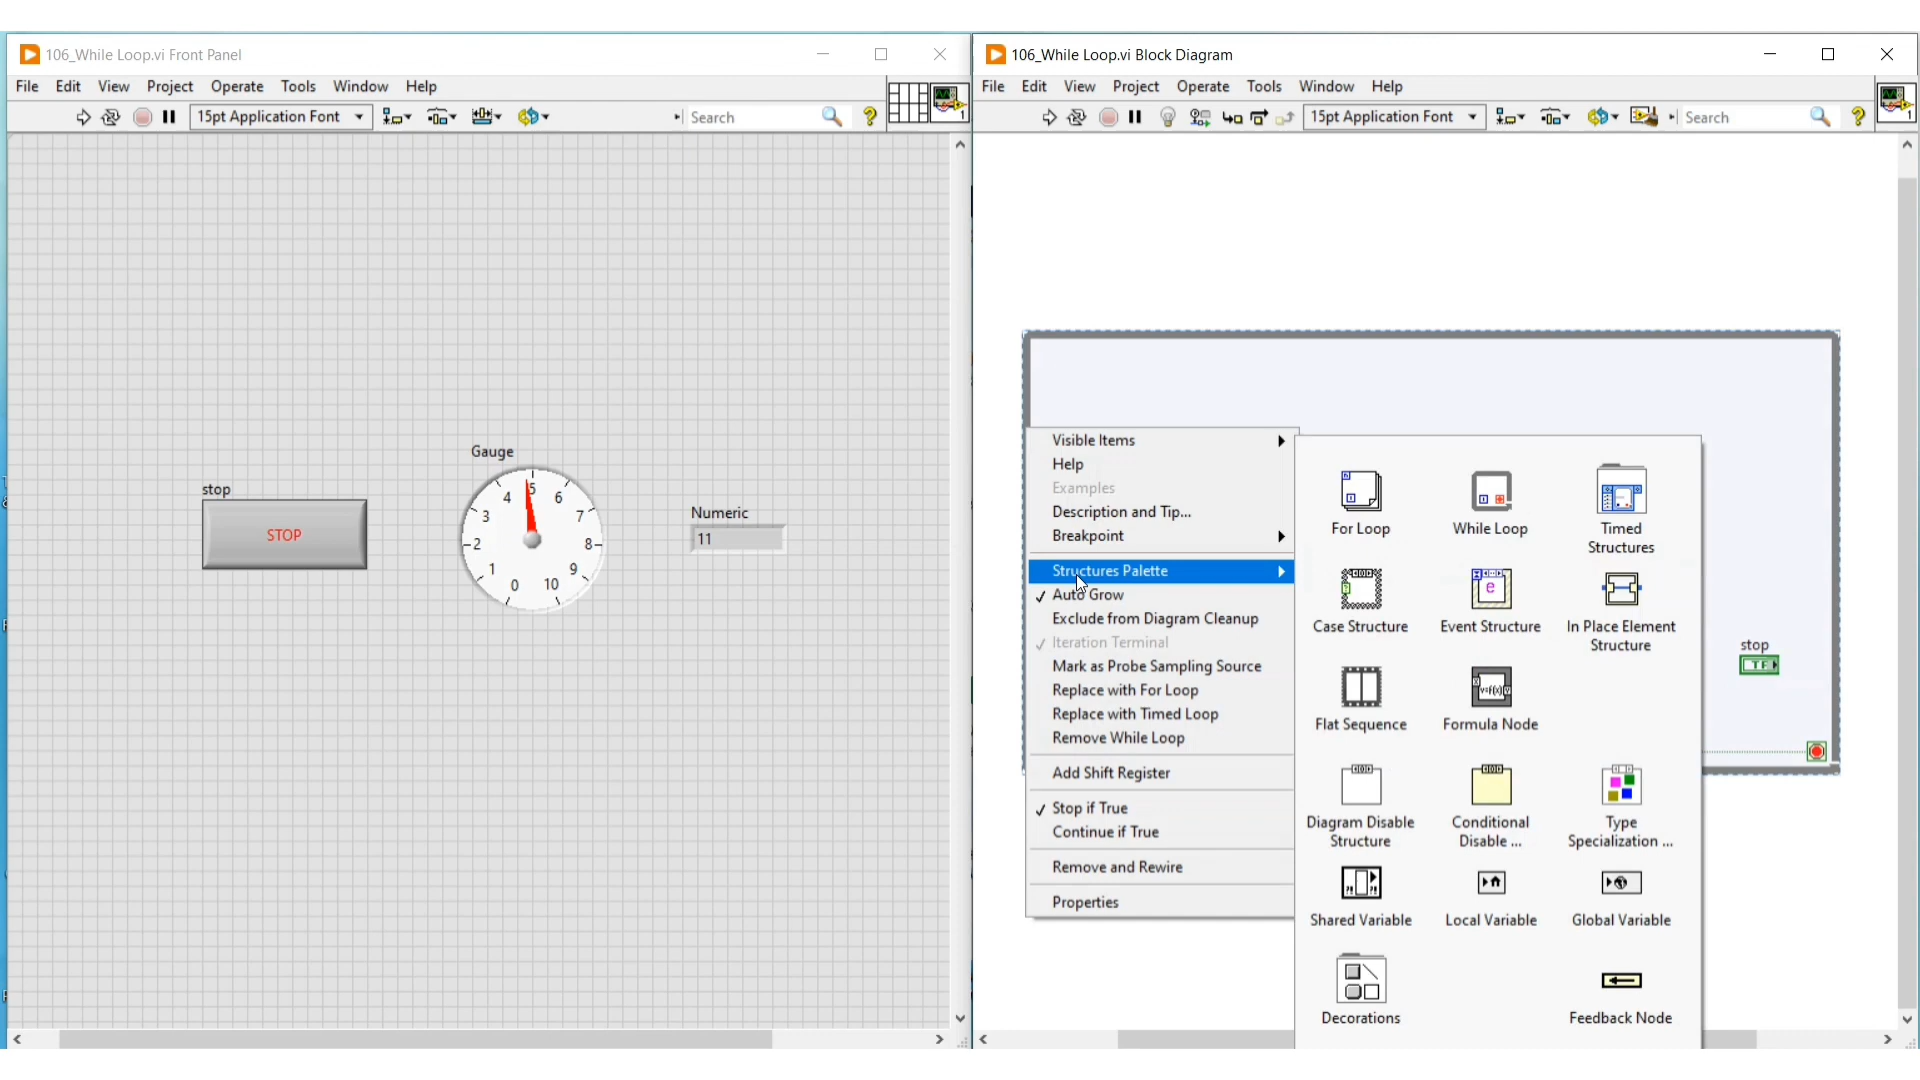 106_While Loop.vi Front Panel
File Edit View Project Operate Tools Window Help
15pt Application Font
Search
1
stop
STOP
Gauge
0 1 2 3 4 5 6 7 8 9 10
Numeric
11
106_While Loop.vi Block Diagram
File Edit View Project Operate Tools Window Help
15pt Application Font
Search
1
Visible Items
Help
Examples
Description and Tip...
Breakpoint
Structures Palette
Auto Grow
Exclude from Diagram Cleanup
Iteration Terminal
Mark as Probe Sampling Source
Replace with For Loop
Replace with Timed Loop
Remove While Loop
Add Shift Register
Stop if True
Continue if True
Remove and Rewire
Properties
For Loop
While Loop
Timed
Structures
Case Structure
Event Structure
In Place Element
Structure
Flat Sequence
Formula Node
Diagram Disable
Structure
Conditional
Disable ...
Type
Specialization ...
Shared Variable
Local Variable
Global Variable
Decorations
Feedback Node
stop
TF